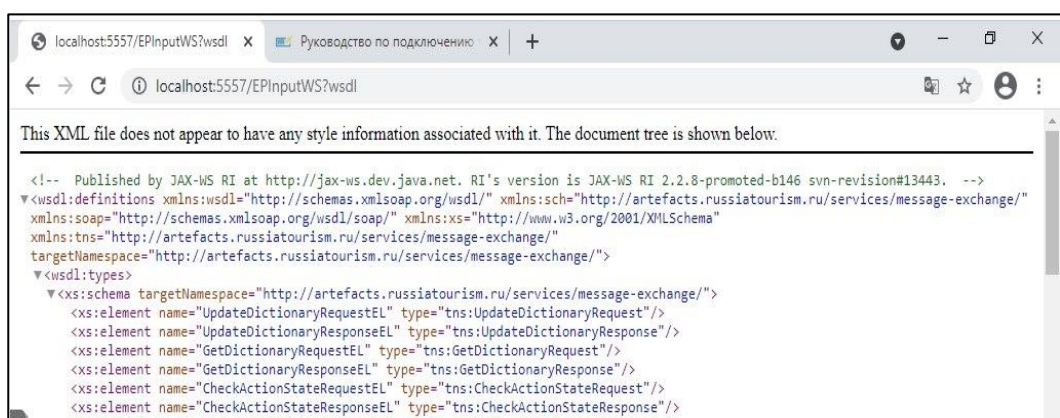 localhost:5557/EPInputWS?wsdl
Руководство по подключению
localhost:5557/EPInputWS?wsdl
This XML file does not appear to have any style information associated with it. The document tree is shown below.
<!-- Published by JAX-WS RI at http://jax-ws.dev.java.net. RI's version is JAX-WS RI 2.2.8-promoted-b146 svn-revision#13443. -->
▼<wsdl:definitions xmlns:wsdl="http://schemas.xmlsoap.org/wsdl/" xmlns:sch="http://artefacts.russiatourism.ru/services/message-exchange/"
xmlns:soap="http://schemas.xmlsoap.org/wsdl/soap/" xmlns:xs="http://www.w3.org/2001/XMLSchema"
xmlns:tns="http://artefacts.russiatourism.ru/services/message-exchange/"
targetNamespace="http://artefacts.russiatourism.ru/services/message-exchange/">
▼<wsdl:types>
▼<xs:schema targetNamespace="http://artefacts.russiatourism.ru/services/message-exchange/">
<xs:element name="UpdateDictionaryRequestEL" type="tns:UpdateDictionaryRequest"/>
<xs:element name="UpdateDictionaryResponseEL" type="tns:UpdateDictionaryResponse"/>
<xs:element name="GetDictionaryRequestEL" type="tns:GetDictionaryRequest"/>
<xs:element name="GetDictionaryResponseEL" type="tns:GetDictionaryResponse"/>
<xs:element name="CheckActionStateRequestEL" type="tns:CheckActionStateRequest"/>
<xs:element name="CheckActionStateResponseEL" type="tns:CheckActionStateResponse"/>